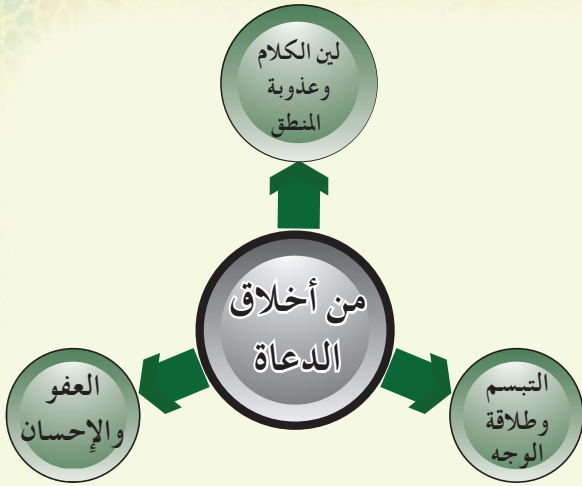 لين الكلام
وعذوبة
المنطق
من أخلاق
الدعاة
التبسم
وطلاقة
الوجه
العفو
والإحسان